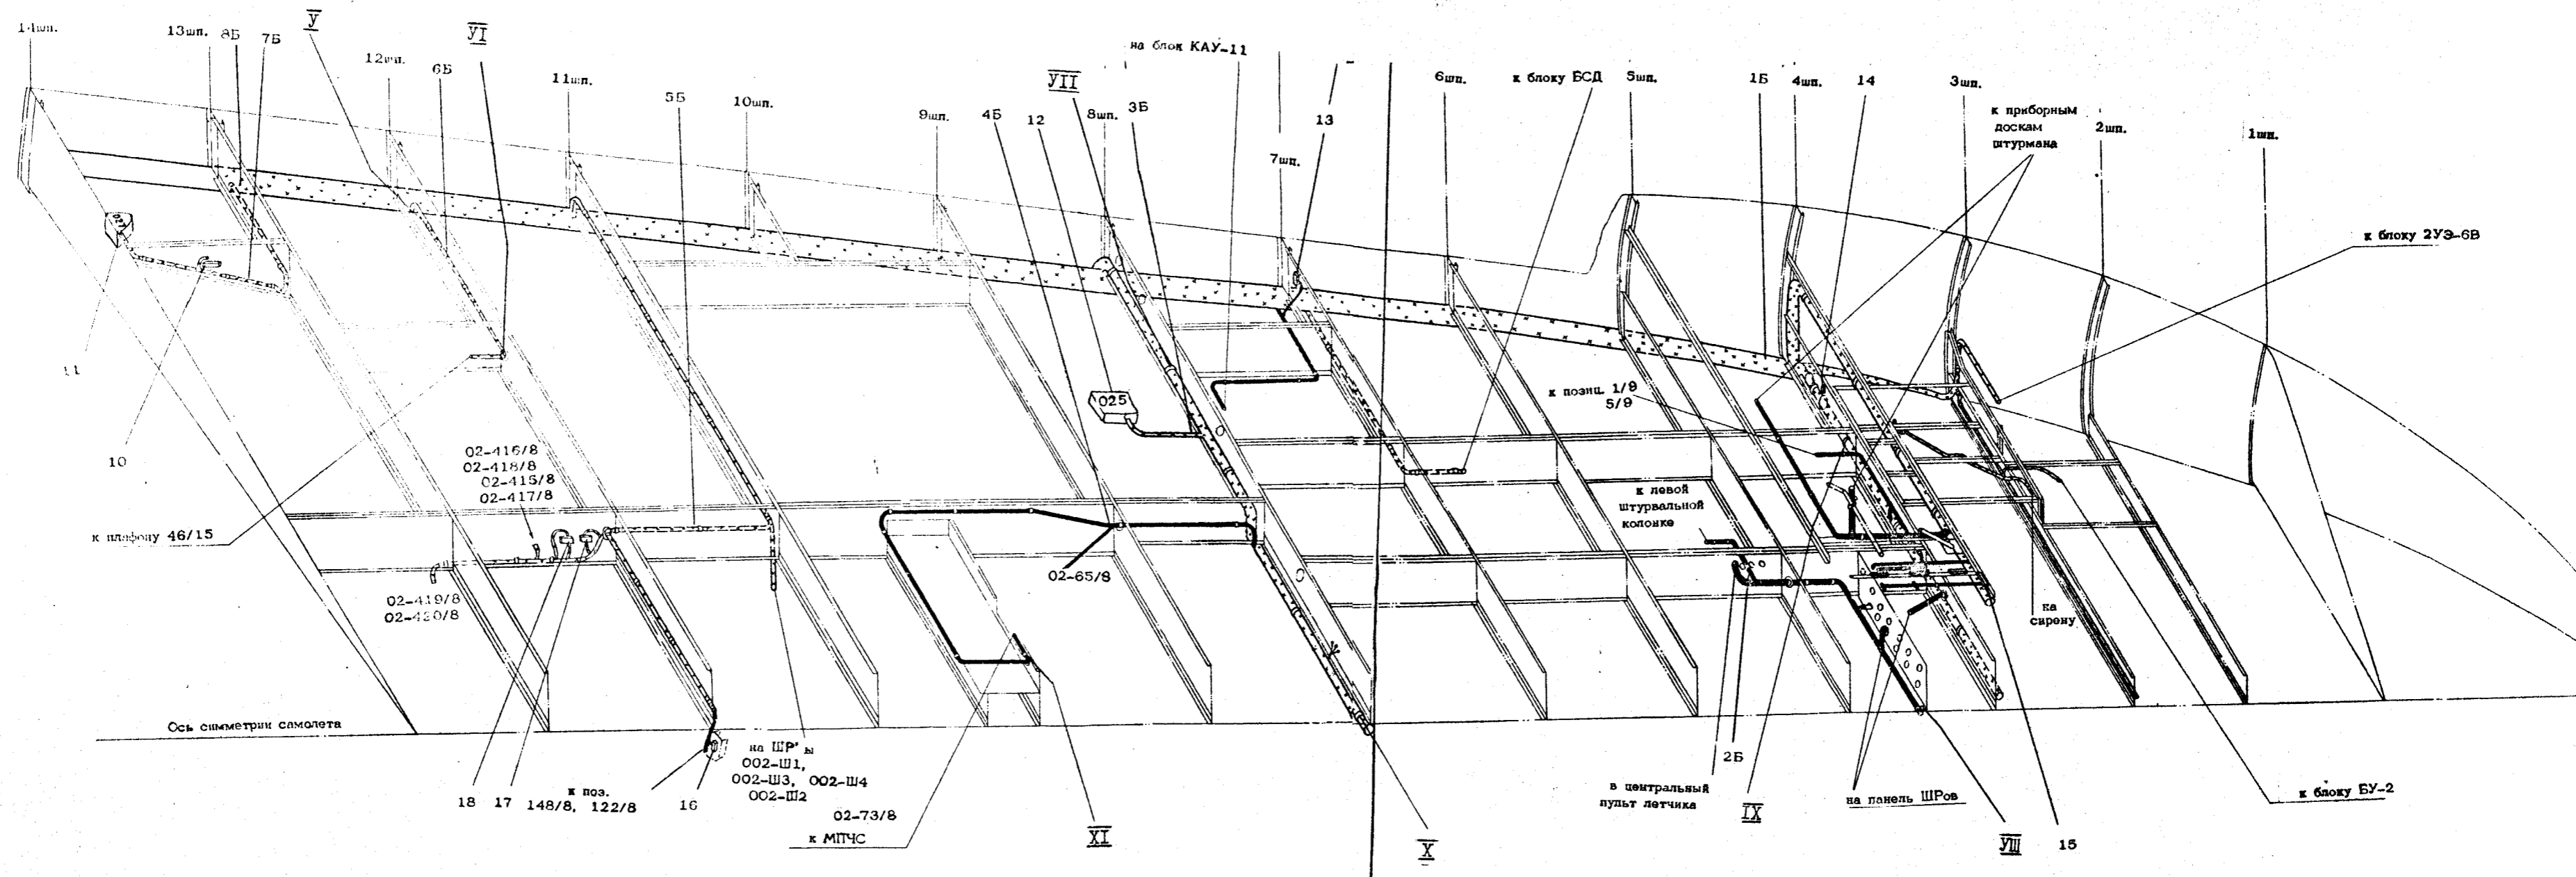 14шп.
13шп.
8Б
7Б
У
12шп.
6Б
УІ
11шп.
5Б
10шп.
9шп.
4Б
12
УІІ
8шп.
3Б
на блок КАУ-11
7шп.
13
6шп.
к блоку БСД
5шп.
1Б
4шп.
14
3шп.
к приборным
доскам
штурмана
2шп.
1шп.
к блоку 2УЭ-6В
11
10
025
к позиц. 1/9
5/9
02-416/8
02-418/8
02-415/8
02-417/8
к плафону 46/15
02-419/8
02-420/8
02-65/8
к левой
штурвальной
колонке
на
сирену
Ось симметрии самолета
18
17
к поз.
148/8, 122/8
16
на ШР'ы
002-Ш1,
002-Ш3, 002-Ш4
002-Ш2
02-73/8
к МПЧС
ХІ
Х
в центральный
пульт летчика
2Б
ІХ
на панель ШРов
УІІІ
15
к блоку БУ-2